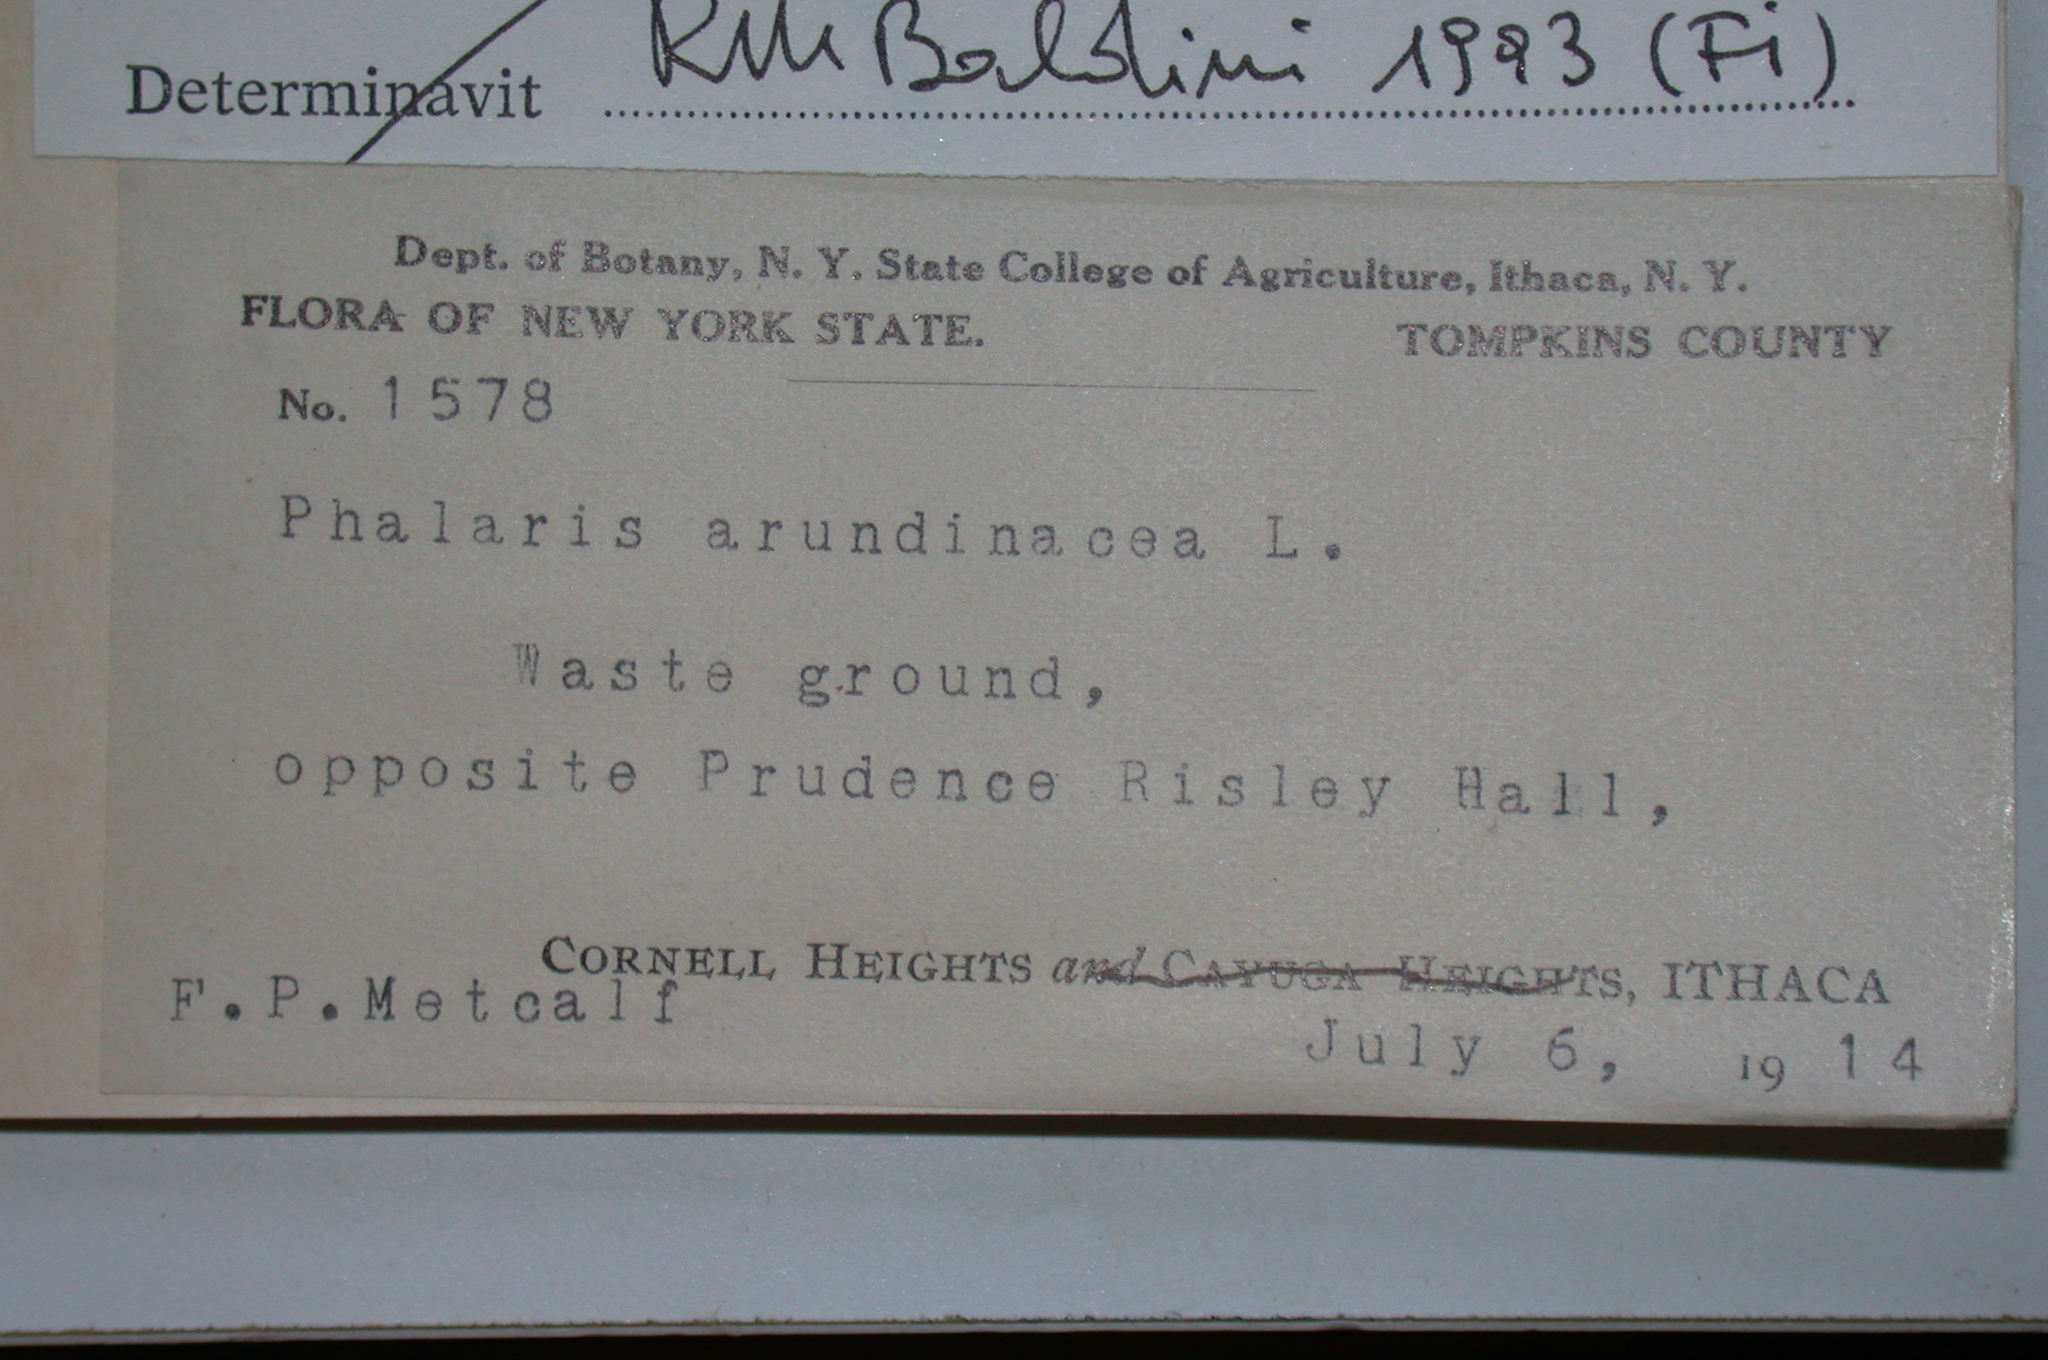 Determinavit RM Baldini 1993 (Fi)
Dept. of Botany, N. Y. State College of Agriculture, Ithaca, N. Y.
FLORA OF NEW YORK STATE. TOMPKINS COUNTY
No. 1578
Phalaris arundinacea L.
Waste ground,
opposite Prudence Risley Hall,
CORNELL HEIGHTS and CAYUGA HEIGHTS, ITHACA
F.P.Metcalf
July 6, 1914